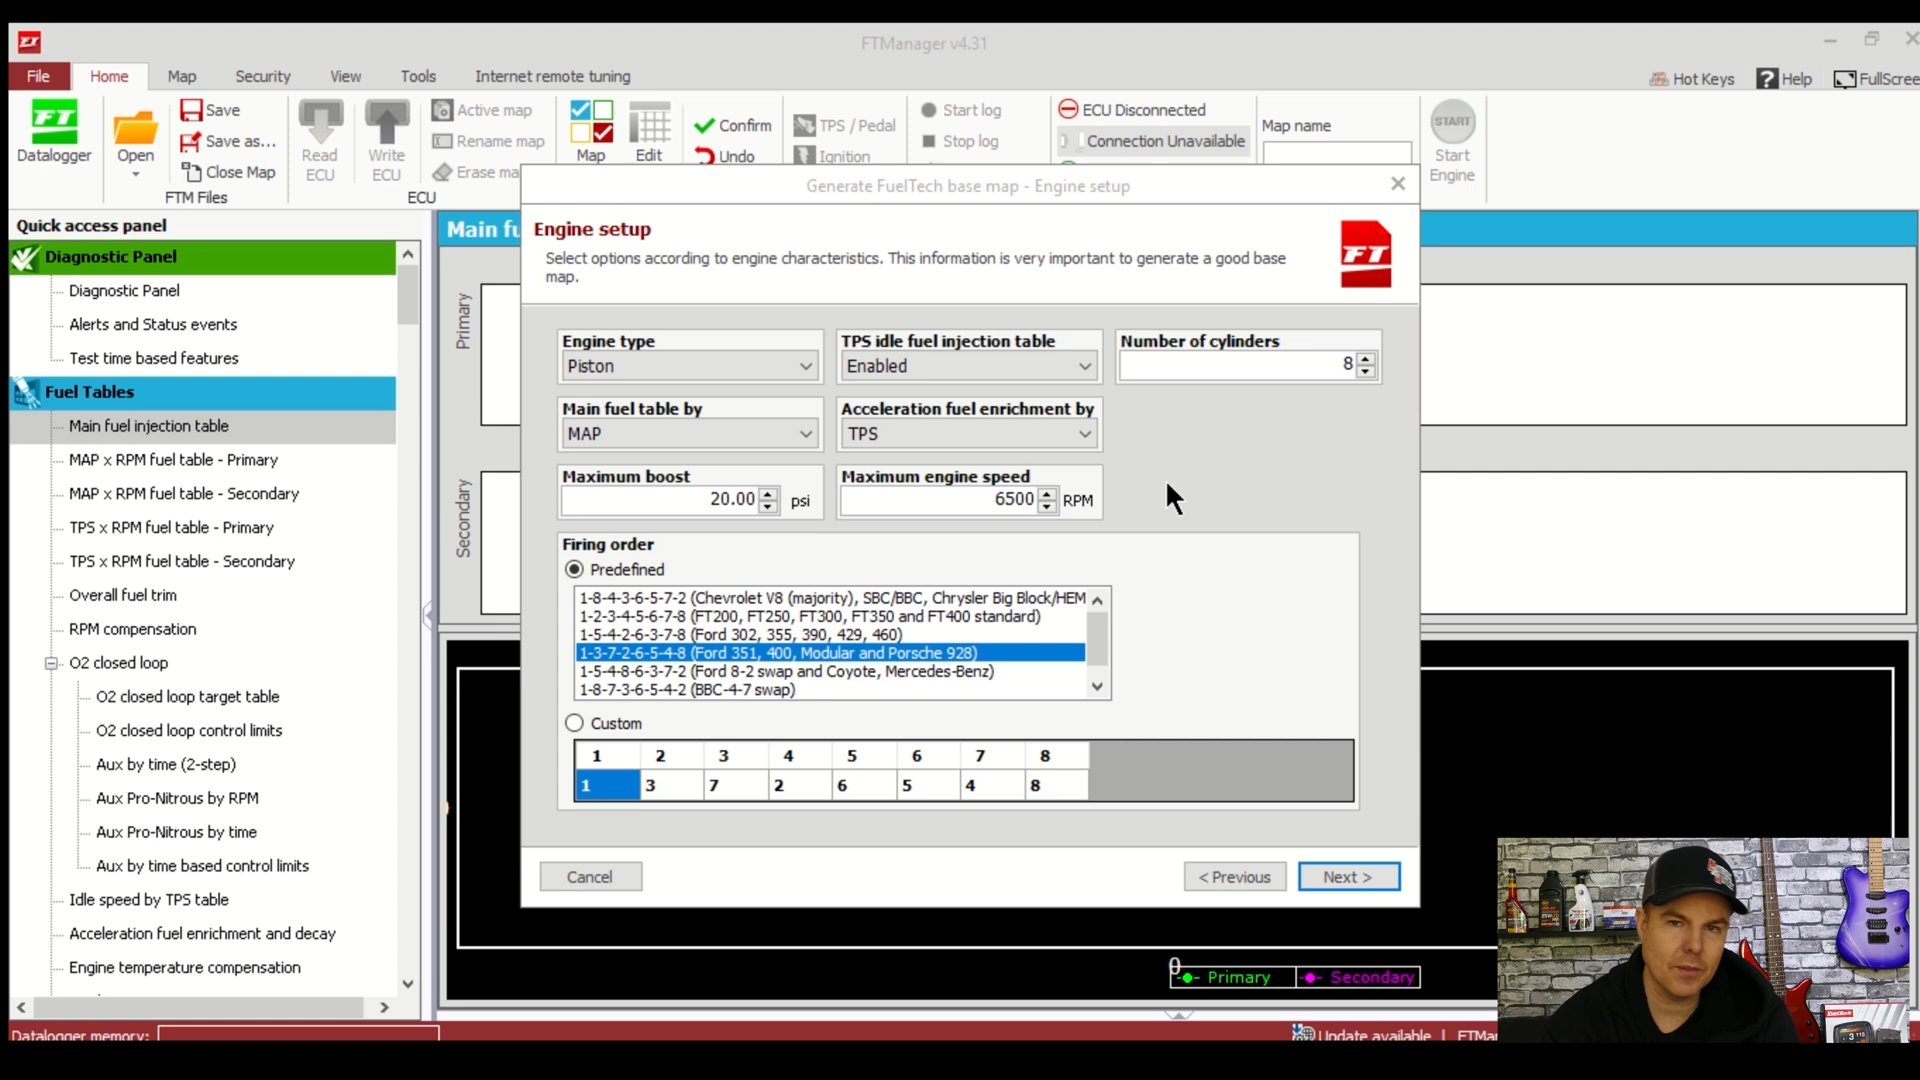 FTManager v4.31
File
Home
Map
Security
View
Tools
Internet remote tuning
Hot Keys
? Help
FullScree
FT
Datalogger
Open
Save
Save as...
Close Map
FTM Files
Read
ECU
Write
ECU
ECU
Active map
Rename map
Erase ma
Map
Edit
Confirm
Undo
TPS / Pedal
Ignition
Start log
Stop log
ECU Disconnected
Connection Unavailable
Map name
START
Start
Engine
Quick access panel
Diagnostic Panel
Diagnostic Panel
Alerts and Status events
Test time based features
Fuel Tables
Main fuel injection table
MAP x RPM fuel table - Primary
MAP x RPM fuel table - Secondary
TPS x RPM fuel table - Primary
TPS x RPM fuel table - Secondary
Overall fuel trim
RPM compensation
O2 closed loop
O2 closed loop target table
O2 closed loop control limits
Aux by time (2-step)
Aux Pro-Nitrous by RPM
Aux Pro-Nitrous by time
Aux by time based control limits
Idle speed by TPS table
Acceleration fuel enrichment and decay
Engine temperature compensation
Main fu
Primary
Secondary
Generate FuelTech base map - Engine setup
Engine setup
Select options according to engine characteristics. This information is very important to generate a good base
map.
FT
Engine type
Piston
TPS idle fuel injection table
Enabled
Number of cylinders
8
Main fuel table by
MAP
Acceleration fuel enrichment by
TPS
Maximum boost
20.00 psi
Maximum engine speed
6500 RPM
Firing order
Predefined
1-8-4-3-6-5-7-2 (Chevrolet V8 (majority), SBC/BBC, Chrysler Big Block/HEM
1-2-3-4-5-6-7-8 (FT200, FT250, FT300, FT350 and FT400 standard)
1-5-4-2-6-3-7-8 (Ford 302, 355, 390, 429, 460)
1-3-7-2-6-5-4-8 (Ford 351, 400, Modular and Porsche 928)
1-5-4-8-6-3-7-2 (Ford 8-2 swap and Coyote, Mercedes-Benz)
1-8-7-3-6-5-4-2 (BBC-4-7 swap)
Custom
1 2 3 4 5 6 7 8
1 3 7 2 6 5 4 8
Cancel
< Previous
Next >
0
Primary
Secondary
Datalogger memory:
Update available | FTMa